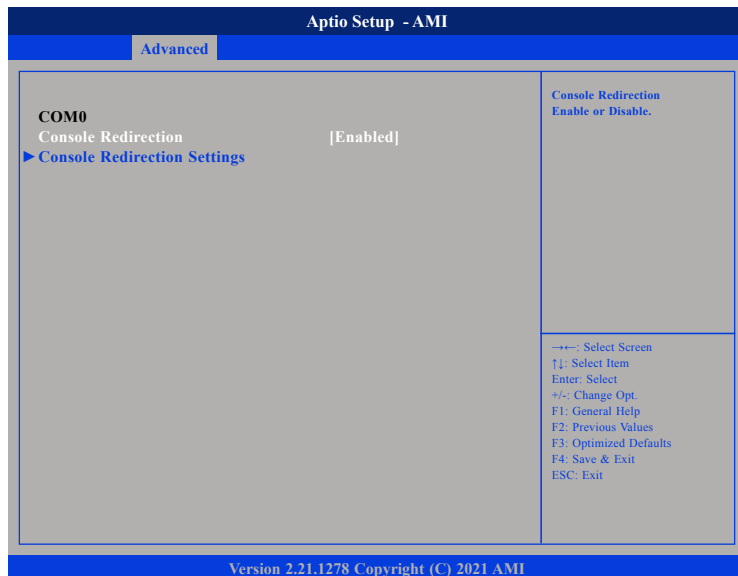 Aptio Setup - AMI
Advanced
COM0
Console Redirection [Enabled]
►Console Redirection Settings
Console Redirection
Enable or Disable.
→←: Select Screen
↑↓: Select Item
Enter: Select
+/-: Change Opt.
F1: General Help
F2: Previous Values
F3: Optimized Defaults
F4: Save & Exit
ESC: Exit
Version 2.21.1278 Copyright (C) 2021 AMI